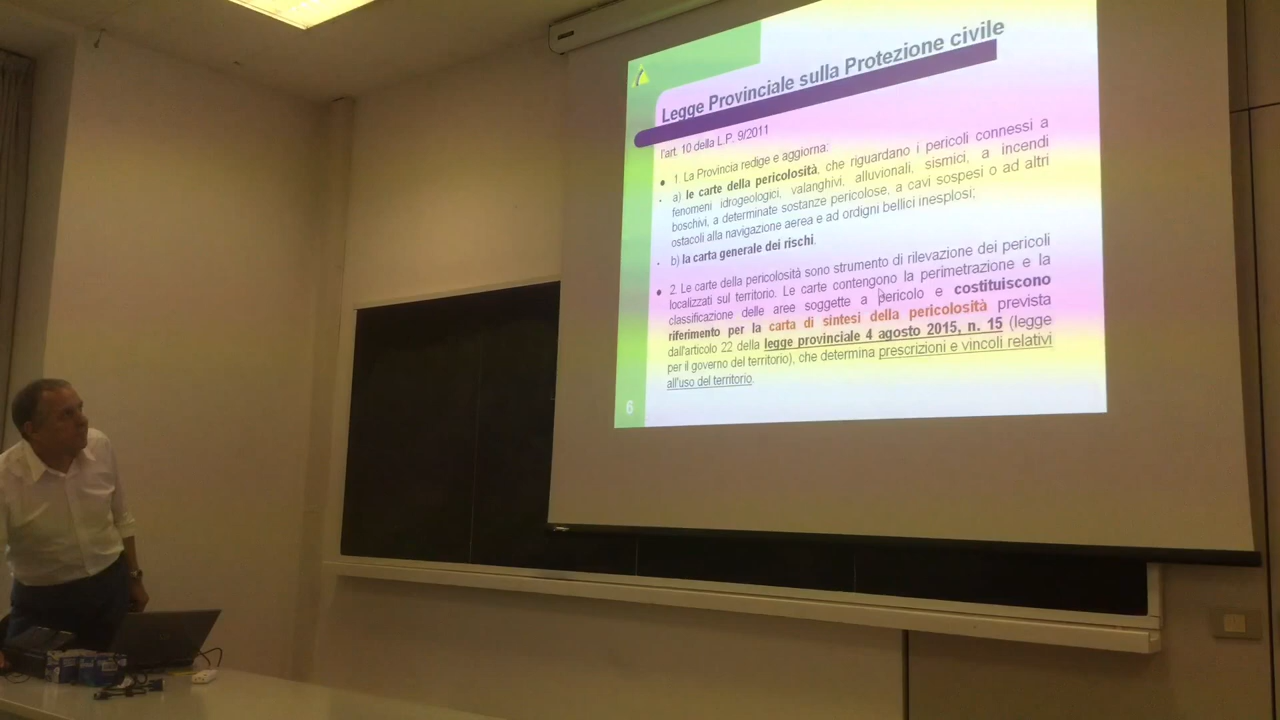 Legge Provinciale sulla Protezione civile
l'art. 10 della L.P. 9/2011
• 1. La Provincia redige e aggiorna:
• a) le carte della pericolosità, che riguardano i pericoli connessi a
fenomeni idrogeologici, valanghivi, alluvionali, sismici, a incendi
boschivi, a determinate sostanze pericolose, a cavi sospesi o ad altri
ostacoli alla navigazione aerea e ad ordigni bellici inesplosi;
• b) la carta generale dei rischi.
• 2. Le carte della pericolosità sono strumento di rilevazione dei pericoli
localizzati sul territorio. Le carte contengono la perimetrazione e la
classificazione delle aree soggette a pericolo e costituiscono
riferimento per la carta di sintesi della pericolosità prevista
dall'articolo 22 della legge provinciale 4 agosto 2015, n. 15 (legge
per il governo del territorio), che determina prescrizioni e vincoli relativi
all'uso del territorio.
6